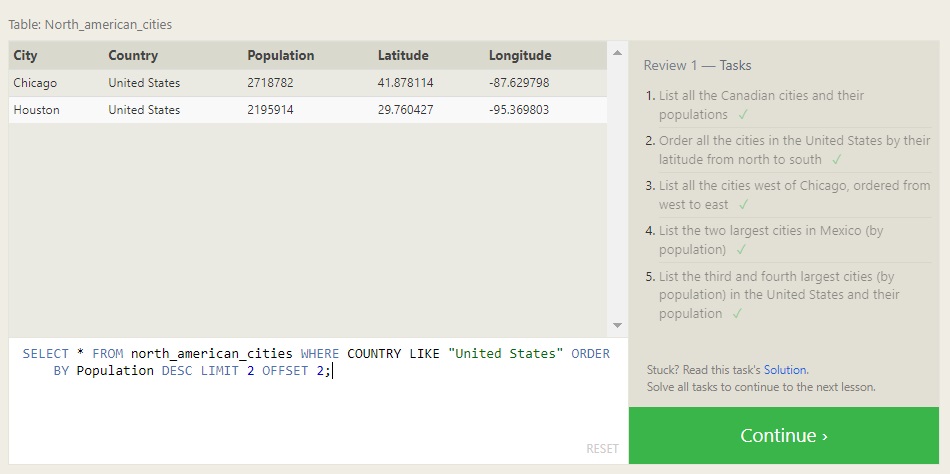 Table: North_american_cities
City Country Population Latitude Longitude
Chicago United States 2718782 41.878114 -87.629798
Houston United States 2195914 29.760427 -95.369803
SELECT * FROM north_american_cities WHERE COUNTRY LIKE "United States" ORDER
BY Population DESC LIMIT 2 OFFSET 2;
RESET
Review 1 — Tasks
1. List all the Canadian cities and their
populations ✓
2. Order all the cities in the United States by their
latitude from north to south ✓
3. List all the cities west of Chicago, ordered from
west to east ✓
4. List the two largest cities in Mexico (by
population) ✓
5. List the third and fourth largest cities (by
population) in the United States and their
population ✓
Stuck? Read this task's Solution.
Solve all tasks to continue to the next lesson.
Continue ›